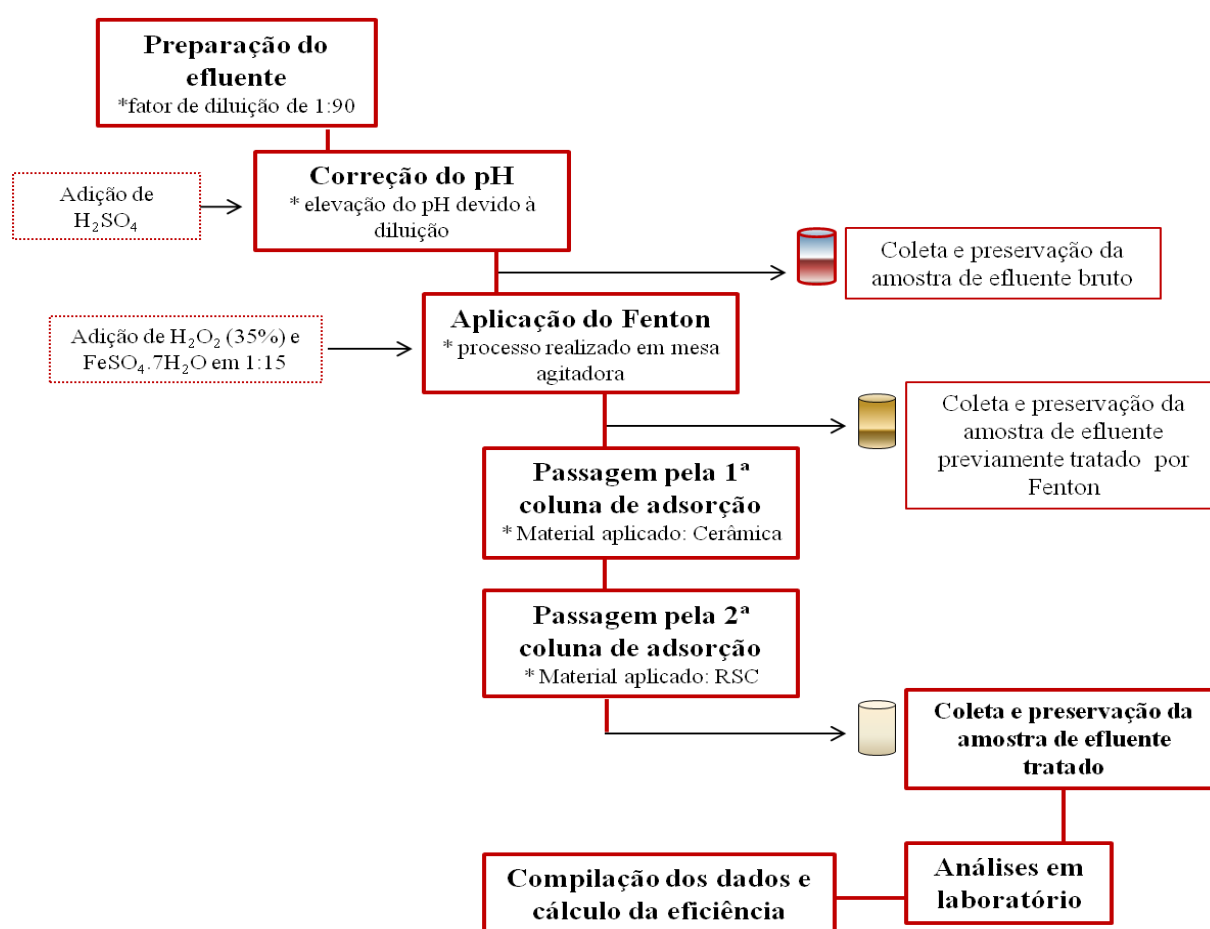 Preparação do
efluente
*fator de diluição de 1:90
Correção do pH
* elevação do pH devido à
diluição
Adição de
H₂SO₄
Coleta e preservação da
amostra de efluente bruto
Aplicação do Fenton
* processo realizado em mesa
agitadora
Adição de H₂O₂ (35%) e
FeSO₄.7H₂O em 1:15
Coleta e preservação da
amostra de efluente
previamente tratado por
Fenton
Passagem pela 1ª
coluna de adsorção
* Material aplicado: Cerâmica
Passagem pela 2ª
coluna de adsorção
* Material aplicado: RSC
Coleta e preservação da
amostra de efluente
tratado
Análises em
laboratório
Compilação dos dados e
cálculo da eficiência